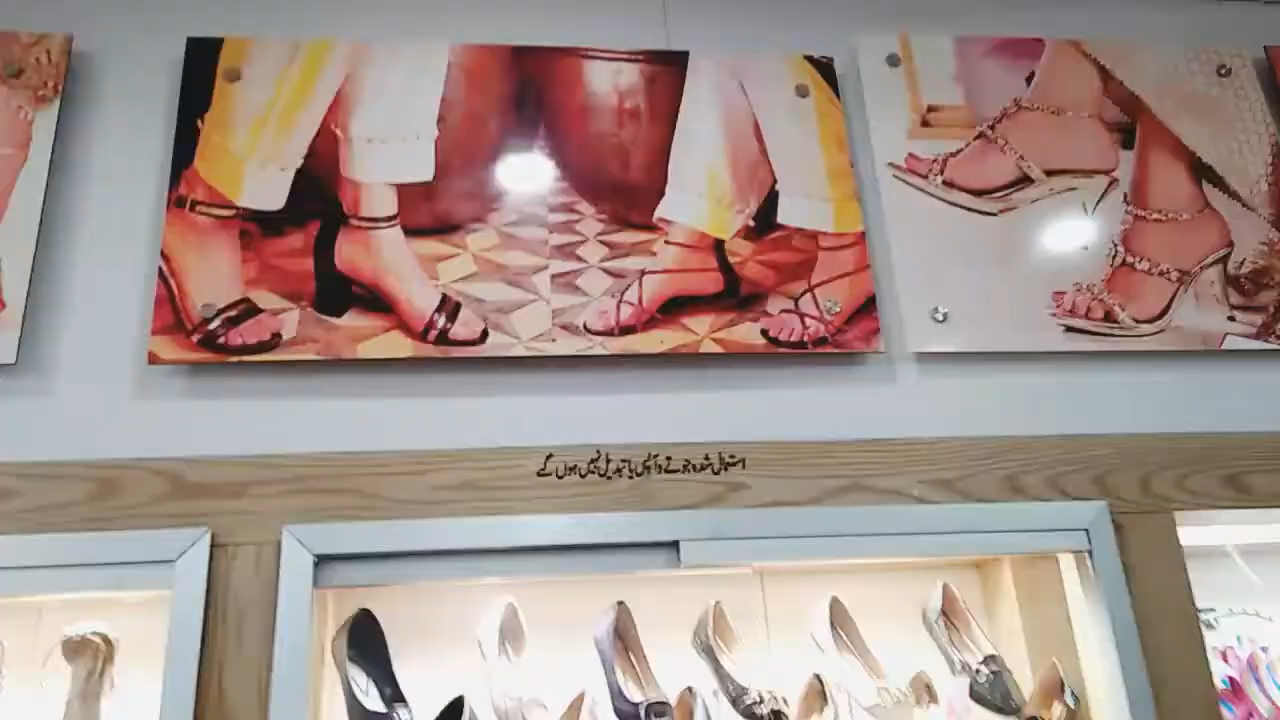 استعمال شدہ جوتے واپس یا تبدیل نہیں ہوں گے